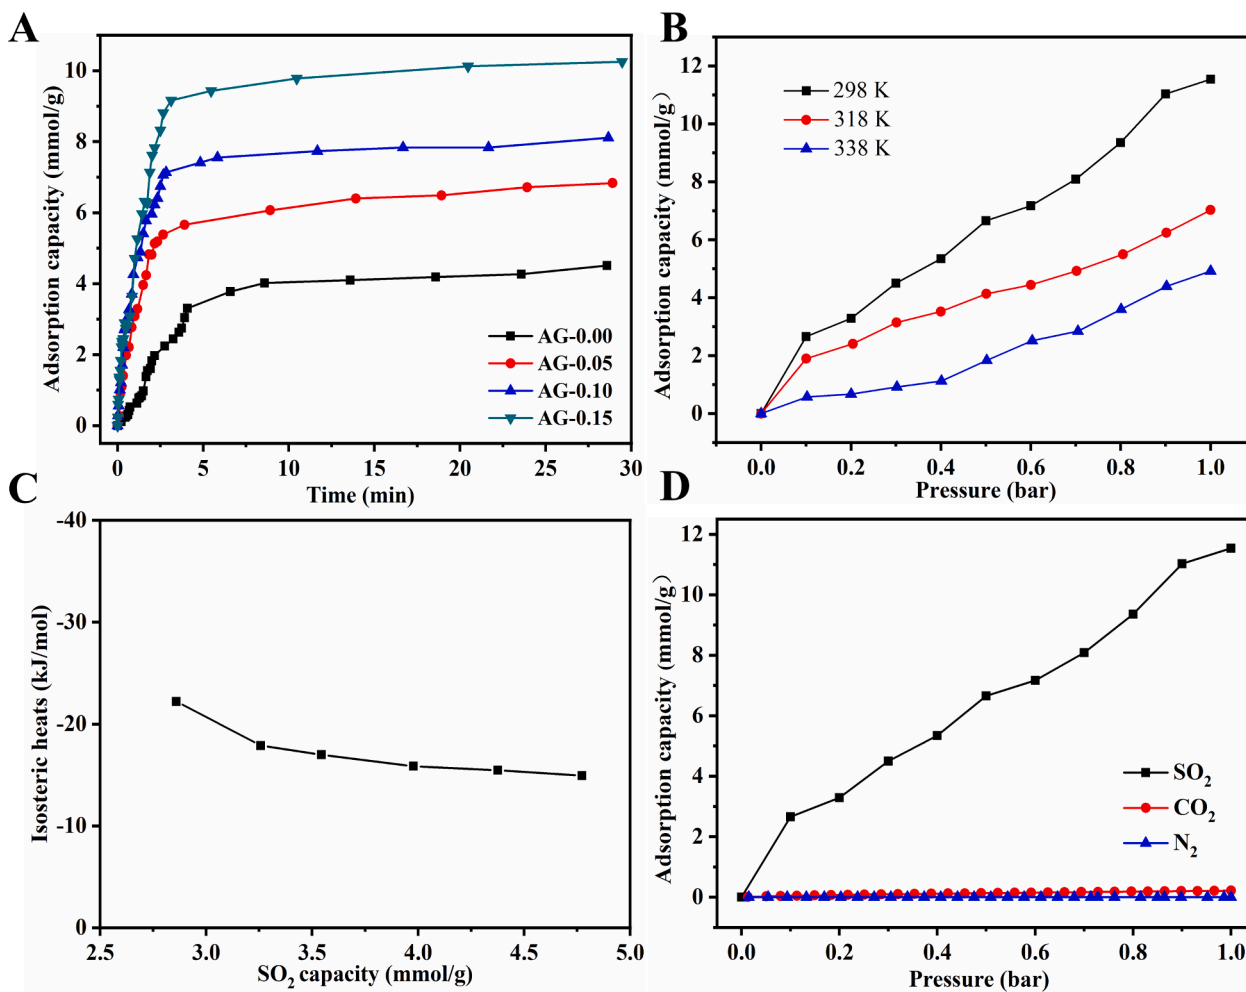 A
Adsorption capacity (mmol/g)
10
8
6
4
2
0
AG-0.00
AG-0.05
AG-0.10
AG-0.15
0 5 10 15 20 25 30
Time (min)
B
Adsorption capacity (mmol/g)
12
10
8
6
4
2
0
298 K
318 K
338 K
0.0 0.2 0.4 0.6 0.8 1.0
Pressure (bar)
C
Isosteric heats (kJ/mol)
-40
-30
-20
-10
0
2.5 3.0 3.5 4.0 4.5 5.0
SO2 capacity (mmol/g)
D
Adsorption capacity (mmol/g)
12
10
8
6
4
2
0
SO2
CO2
N2
0.0 0.2 0.4 0.6 0.8 1.0
Pressure (bar)